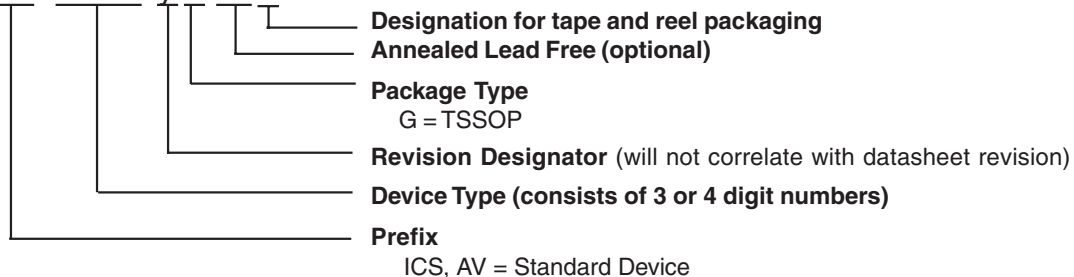 Designation for tape and reel packaging
Annealed Lead Free (optional)
Package Type
G = TSSOP
Revision Designator (will not correlate with datasheet revision)
Device Type (consists of 3 or 4 digit numbers)
Prefix
ICS, AV = Standard Device